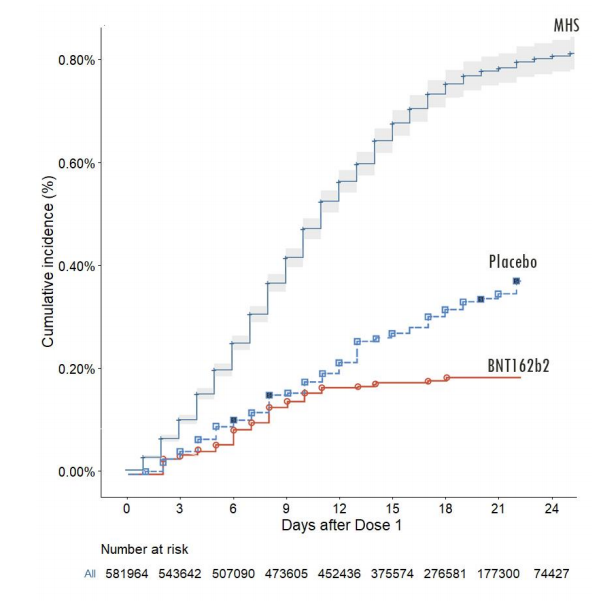 MHS
0.80%
0.60%
0.40%
0.20%
0.00%
Cumulative incidence (%)
Placebo
BNT162b2
0 3 6 9 12 15 18 21 24
Days after Dose 1
Number at risk
All 581964 543642 507090 473605 452436 375574 276581 177300 74427